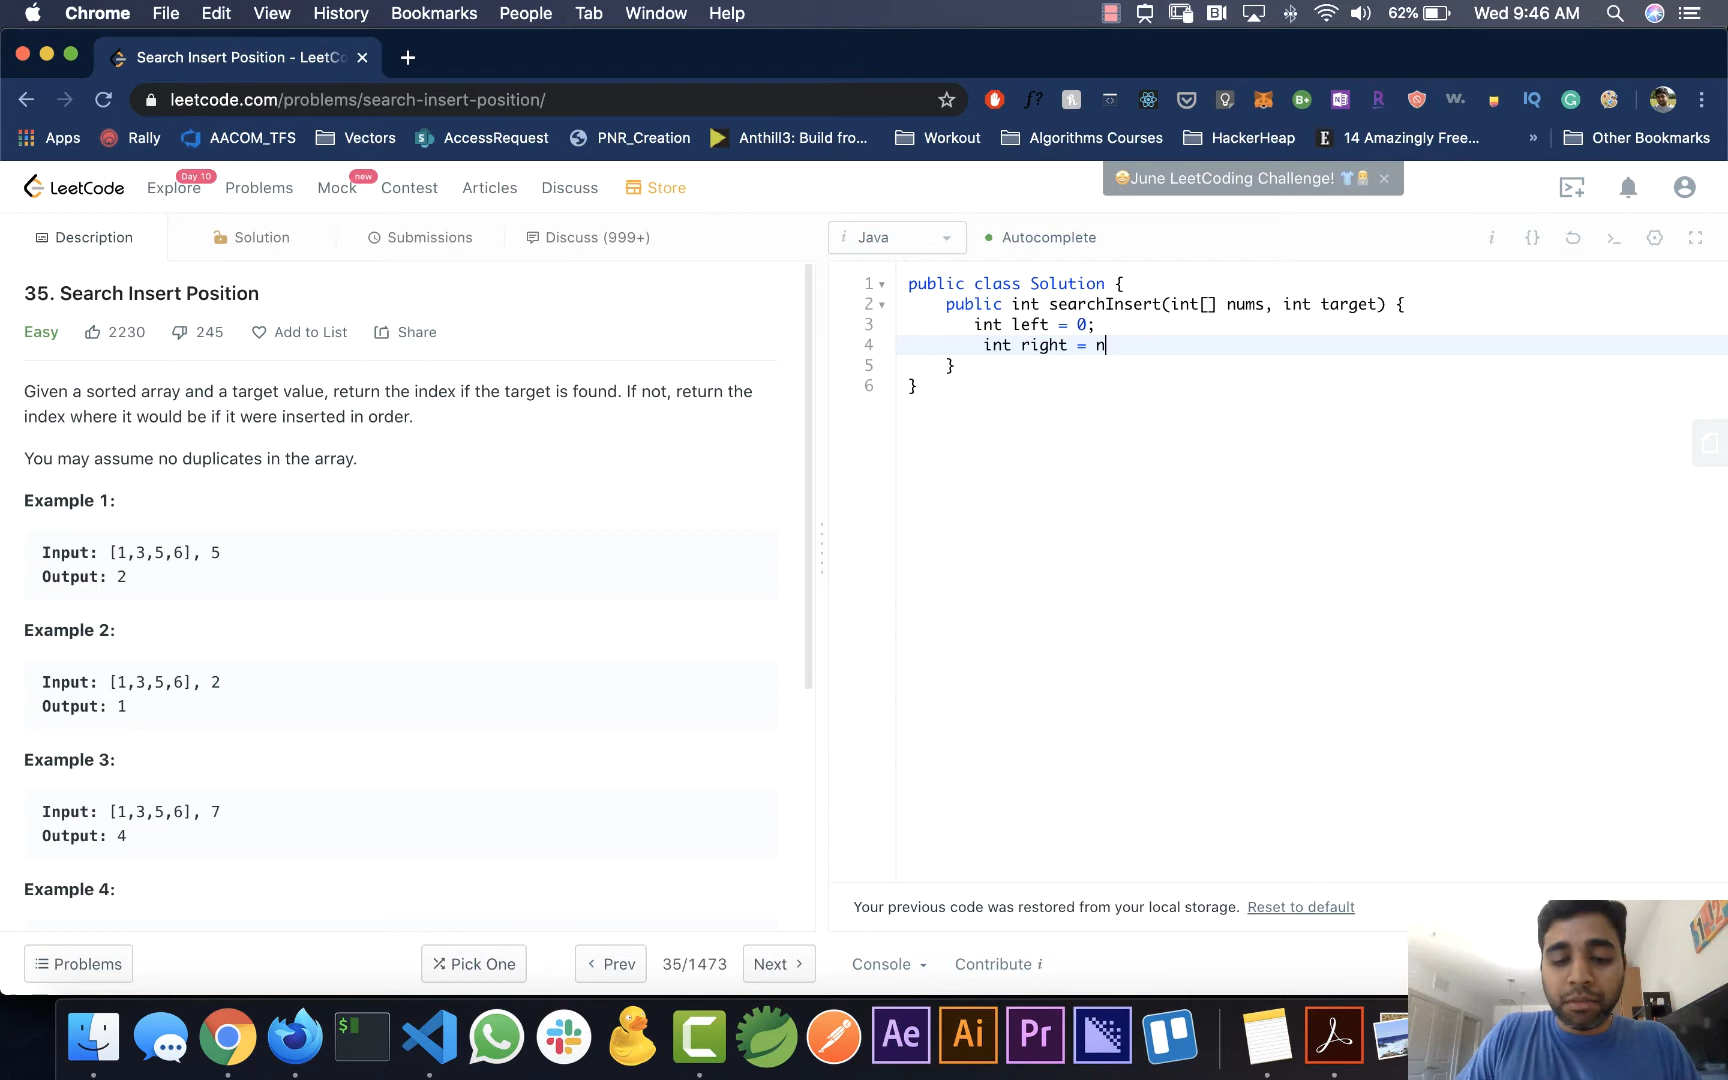 Chrome File Edit View History Bookmarks People Tab Window Help 62% Wed 9:46 AM
Search Insert Position - LeetCo
leetcode.com/problems/search-insert-position/
Apps Rally AACOM_TFS Vectors AccessRequest PNR_Creation Anthill3: Build fro... Workout Algorithms Courses HackerHeap 14 Amazingly Free... » Other Bookmarks
LeetCode Explore Day 10 Problems Mock new Contest Articles Discuss Store June LeetCoding Challenge!
Description Solution Submissions Discuss (999+)
35. Search Insert Position
Easy 2230 245 Add to List Share
Given a sorted array and a target value, return the index if the target is found. If not, return the
index where it would be if it were inserted in order.
You may assume no duplicates in the array.
Example 1:
Input: [1,3,5,6], 5
Output: 2
Example 2:
Input: [1,3,5,6], 2
Output: 1
Example 3:
Input: [1,3,5,6], 7
Output: 4
Example 4:
Problems Pick One Prev 35/1473 Next
i Java Autocomplete
1 public class Solution {
2 public int searchInsert(int[] nums, int target) {
3 int left = 0;
4 int right = n
5 }
6 }
Your previous code was restored from your local storage. Reset to default
Console Contribute i
$ Ae Ai Pr